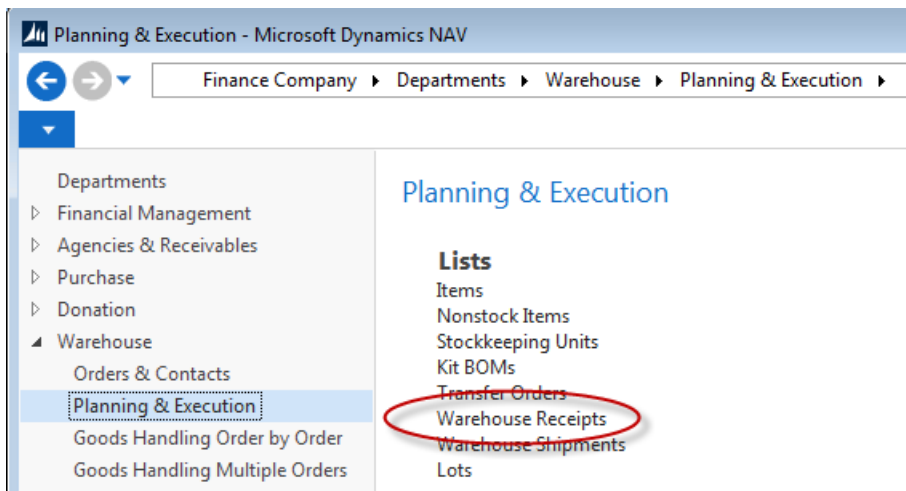 Planning & Execution - Microsoft Dynamics NAV
Finance Company Departments Warehouse Planning & Execution
Departments
Financial Management
Agencies & Receivables
Purchase
Donation
Warehouse
Orders & Contacts
Planning & Execution
Goods Handling Order by Order
Goods Handling Multiple Orders
Planning & Execution
Lists
Items
Nonstock Items
Stockkeeping Units
Kit BOMs
Transfer Orders
Warehouse Receipts
Warehouse Shipments
Lots